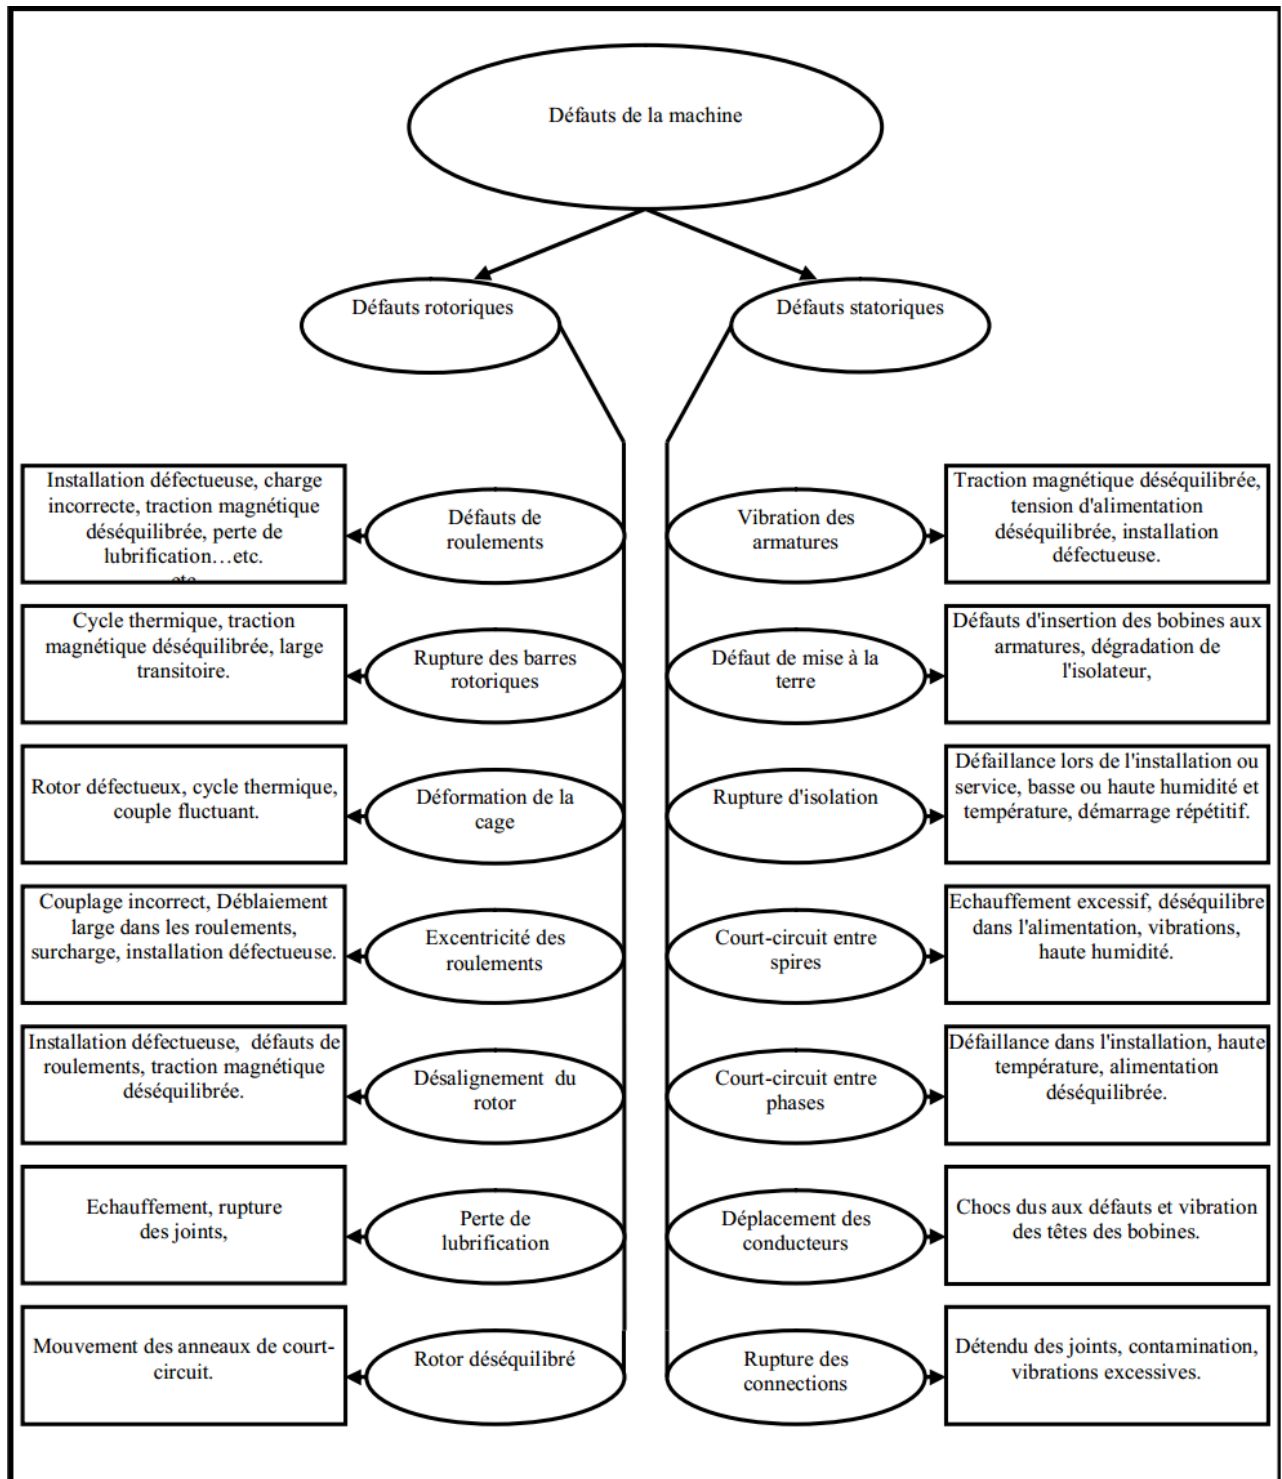 Défauts de la machine
Défauts rotoriques
Défauts statoriques
Installation défectueuse, charge
incorrecte, traction magnétique
déséquilibrée, perte de
lubrification…etc.
etc
Défauts de
roulements
Vibration des
armatures
Traction magnétique déséquilibrée,
tension d'alimentation
déséquilibrée, installation
défectueuse.
Cycle thermique, traction
magnétique déséquilibrée, large
transitoire.
Rupture des barres
rotoriques
Défaut de mise à la
terre
Défauts d'insertion des bobines aux
armatures, dégradation de
l'isolateur,
Rotor défectueux, cycle thermique,
couple fluctuant.
Déformation de la
cage
Rupture d'isolation
Défaillance lors de l'installation ou
service, basse ou haute humidité et
température, démarrage répétitif.
Couplage incorrect, Déblaiement
large dans les roulements,
surcharge, installation défectueuse.
Excentricité des
roulements
Court-circuit entre
spires
Echauffement excessif, déséquilibre
dans l'alimentation, vibrations,
haute humidité.
Installation défectueuse, défauts de
roulements, traction magnétique
déséquilibrée.
Désalignement du
rotor
Court-circuit entre
phases
Défaillance dans l'installation, haute
température, alimentation
déséquilibrée.
Echauffement, rupture
des joints,
Perte de
lubrification
Déplacement des
conducteurs
Chocs dus aux défauts et vibration
des têtes des bobines.
Mouvement des anneaux de court-
circuit.
Rotor déséquilibré
Rupture des
connections
Détendu des joints, contamination,
vibrations excessives.